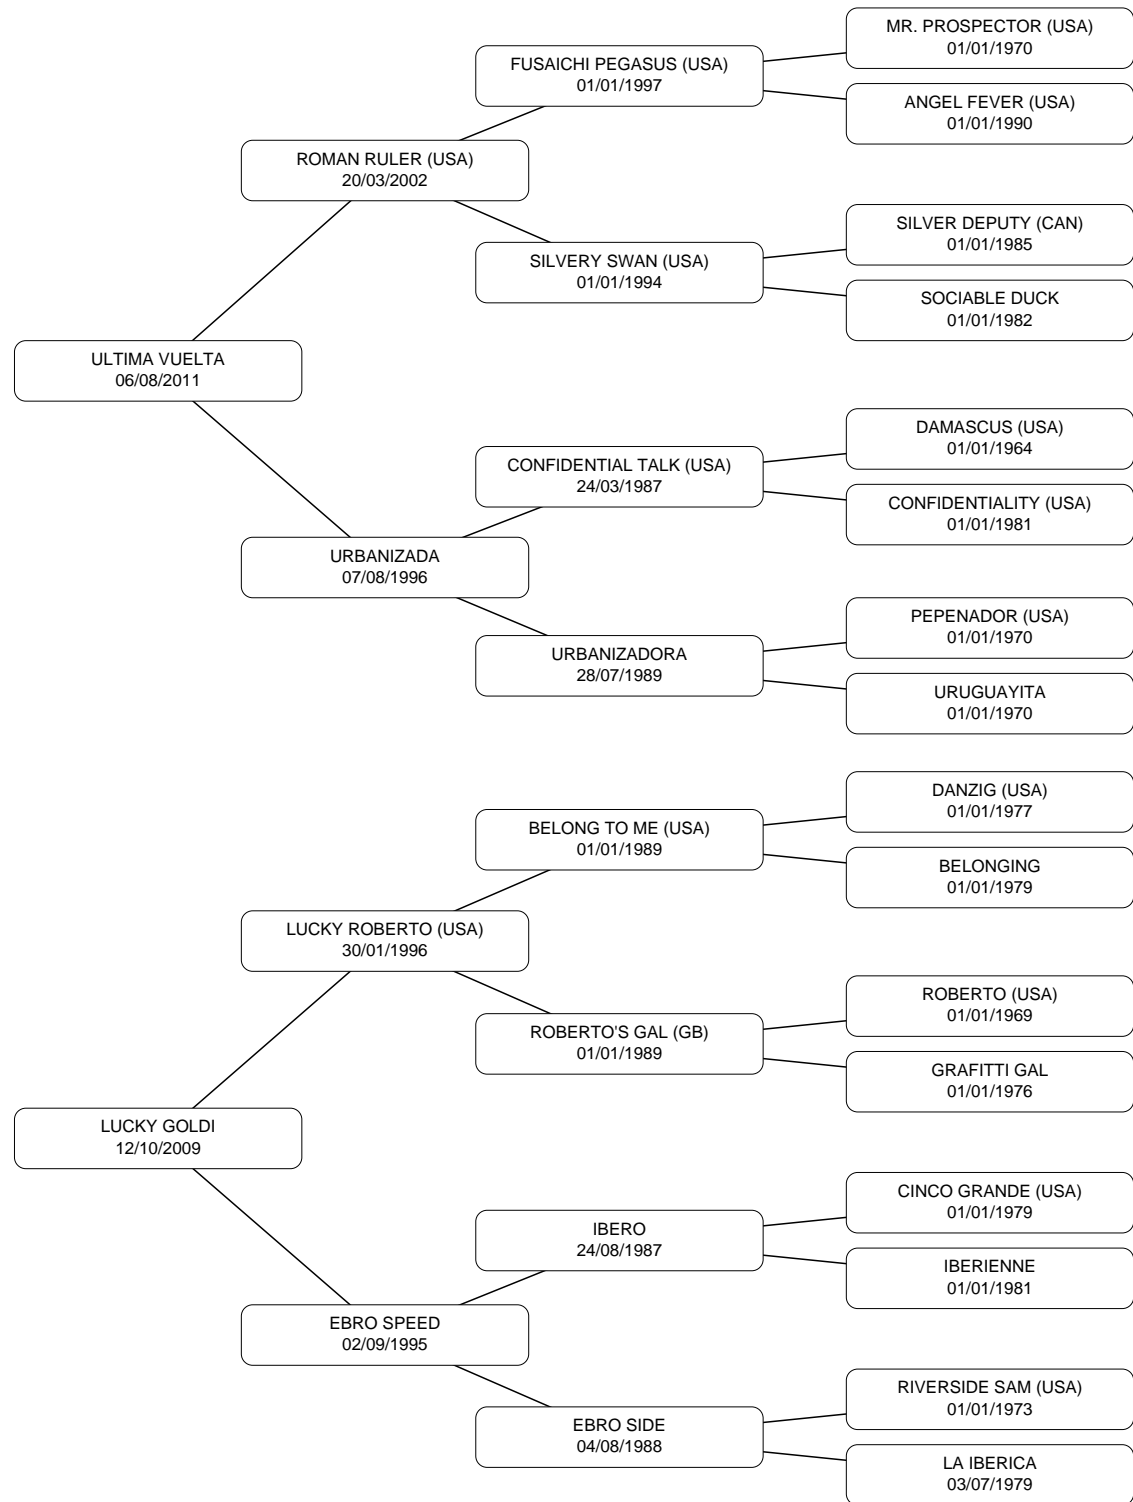 MR. PROSPECTOR (USA)
01/01/1970
FUSAICHI PEGASUS (USA)
01/01/1997
ANGEL FEVER (USA)
01/01/1990
ROMAN RULER (USA)
20/03/2002
SILVER DEPUTY (CAN)
01/01/1985
SILVERY SWAN (USA)
01/01/1994
SOCIABLE DUCK
01/01/1982
ULTIMA VUELTA
06/08/2011
DAMASCUS (USA)
01/01/1964
CONFIDENTIAL TALK (USA)
24/03/1987
CONFIDENTIALITY (USA)
01/01/1981
URBANIZADA
07/08/1996
PEPENADOR (USA)
01/01/1970
URBANIZADORA
28/07/1989
URUGUAYITA
01/01/1970
DANZIG (USA)
01/01/1977
BELONG TO ME (USA)
01/01/1989
BELONGING
01/01/1979
LUCKY ROBERTO (USA)
30/01/1996
ROBERTO (USA)
01/01/1969
ROBERTO'S GAL (GB)
01/01/1989
GRAFITTI GAL
01/01/1976
LUCKY GOLDI
12/10/2009
CINCO GRANDE (USA)
01/01/1979
IBERO
24/08/1987
IBERIENNE
01/01/1981
EBRO SPEED
02/09/1995
RIVERSIDE SAM (USA)
01/01/1973
EBRO SIDE
04/08/1988
LA IBERICA
03/07/1979